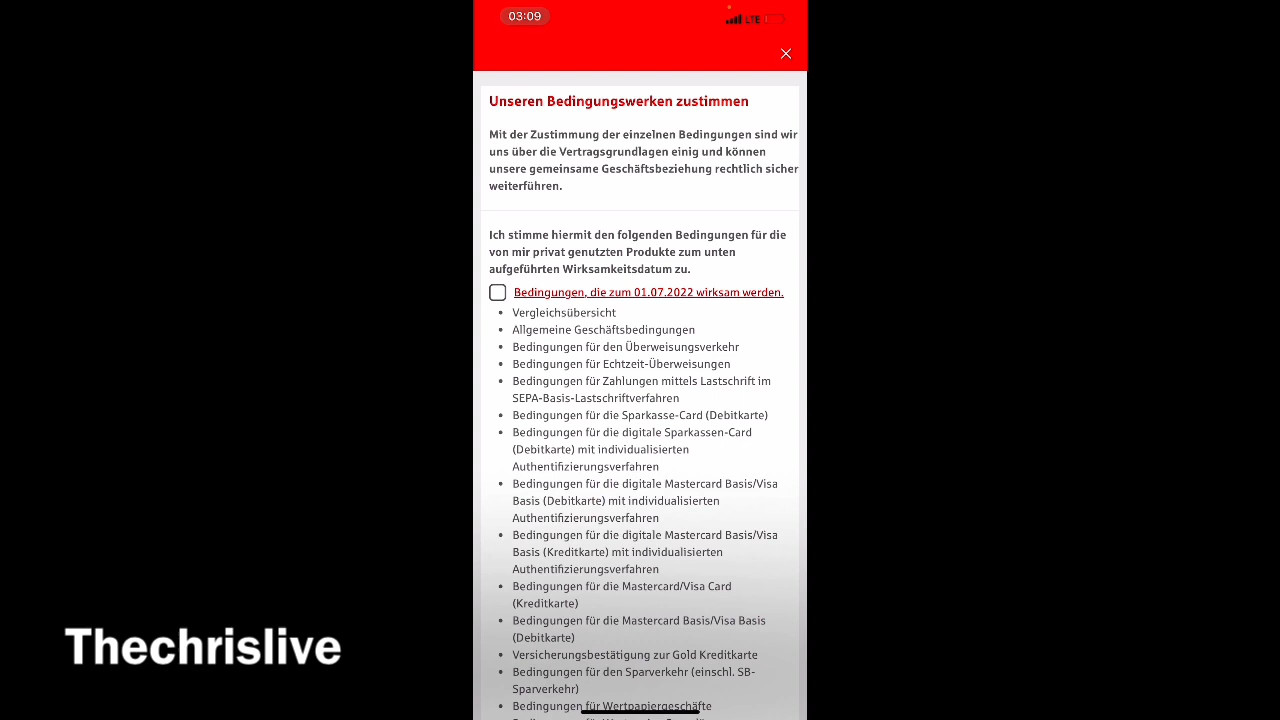 03:09
LTE
Unseren Bedingungswerken zustimmen
Mit der Zustimmung der einzelnen Bedingungen sind wir
uns über die Vertragsgrundlagen einig und können
unsere gemeinsame Geschäftsbeziehung rechtlich sicher
weiterführen.
Ich stimme hiermit den folgenden Bedingungen für die
von mir privat genutzten Produkte zum unten
aufgeführten Wirksamkeitsdatum zu.
Bedingungen, die zum 01.07.2022 wirksam werden.
• Vergleichsübersicht
• Allgemeine Geschäftsbedingungen
• Bedingungen für den Überweisungsverkehr
• Bedingungen für Echtzeit-Überweisungen
• Bedingungen für Zahlungen mittels Lastschrift im
SEPA-Basis-Lastschriftverfahren
• Bedingungen für die Sparkasse-Card (Debitkarte)
• Bedingungen für die digitale Sparkassen-Card
(Debitkarte) mit individualisierten
Authentifizierungsverfahren
• Bedingungen für die digitale Mastercard Basis/Visa
Basis (Debitkarte) mit individualisierten
Authentifizierungsverfahren
• Bedingungen für die digitale Mastercard Basis/Visa
Basis (Kreditkarte) mit individualisierten
Authentifizierungsverfahren
• Bedingungen für die Mastercard/Visa Card
(Kreditkarte)
• Bedingungen für die Mastercard Basis/Visa Basis
(Debitkarte)
• Versicherungsbestätigung zur Gold Kreditkarte
• Bedingungen für den Sparverkehr (einschl. SB-
Sparverkehr)
• Bedingungen für Wertpapiergeschäfte
Thechrislive